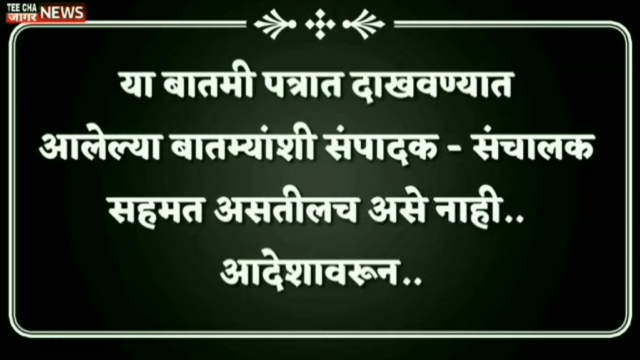 TEE CHA
जागर NEWS
या बातमी पत्रात दाखवण्यात
आलेल्या बातम्यांशी संपादक - संचालक
सहमत असतीलच असे नाही..
आदेशावरून..